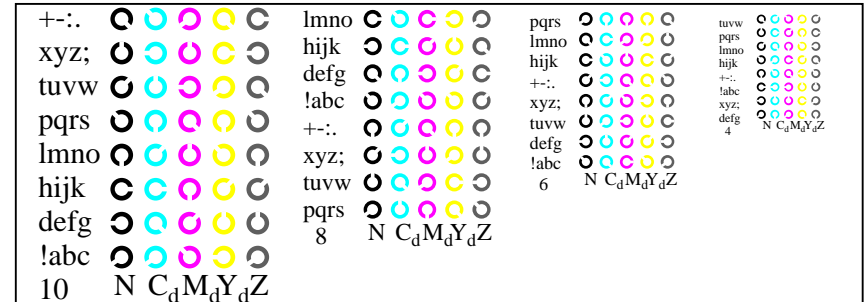 +-:.
xyz;
tuvw
pqrs
lmno
hijk
defg
!abc
10 N CdMdYdZ
lmno
hijk
defg
!abc
+-:.
xyz;
tuvw
pqrs
8 N CdMdYdZ
pqrs
lmno
hijk
+-:.
xyz;
tuvw
defg
!abc
6 N CdMdYdZ
tuvw
pqrs
lmno
hijk
+-:.
!abc
xyz;
defg
N CdMdYdZ
4